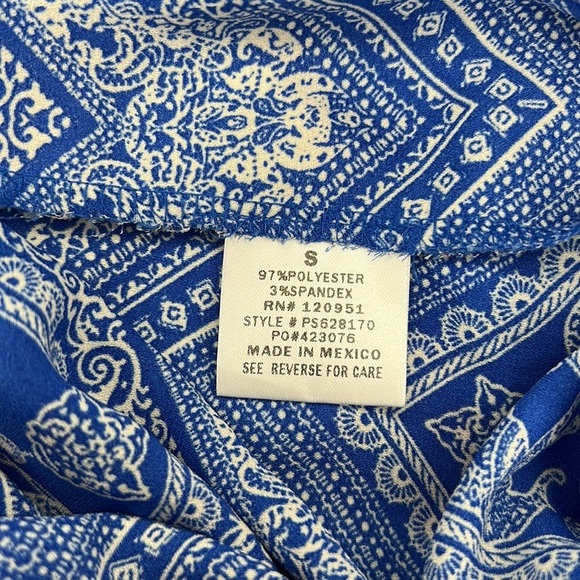 S
97%POLYESTER
3%SPANDEX
RN# 120951
STYLE # PS628170
PO#423076
MADE IN MEXICO
SEE REVERSE FOR CARE